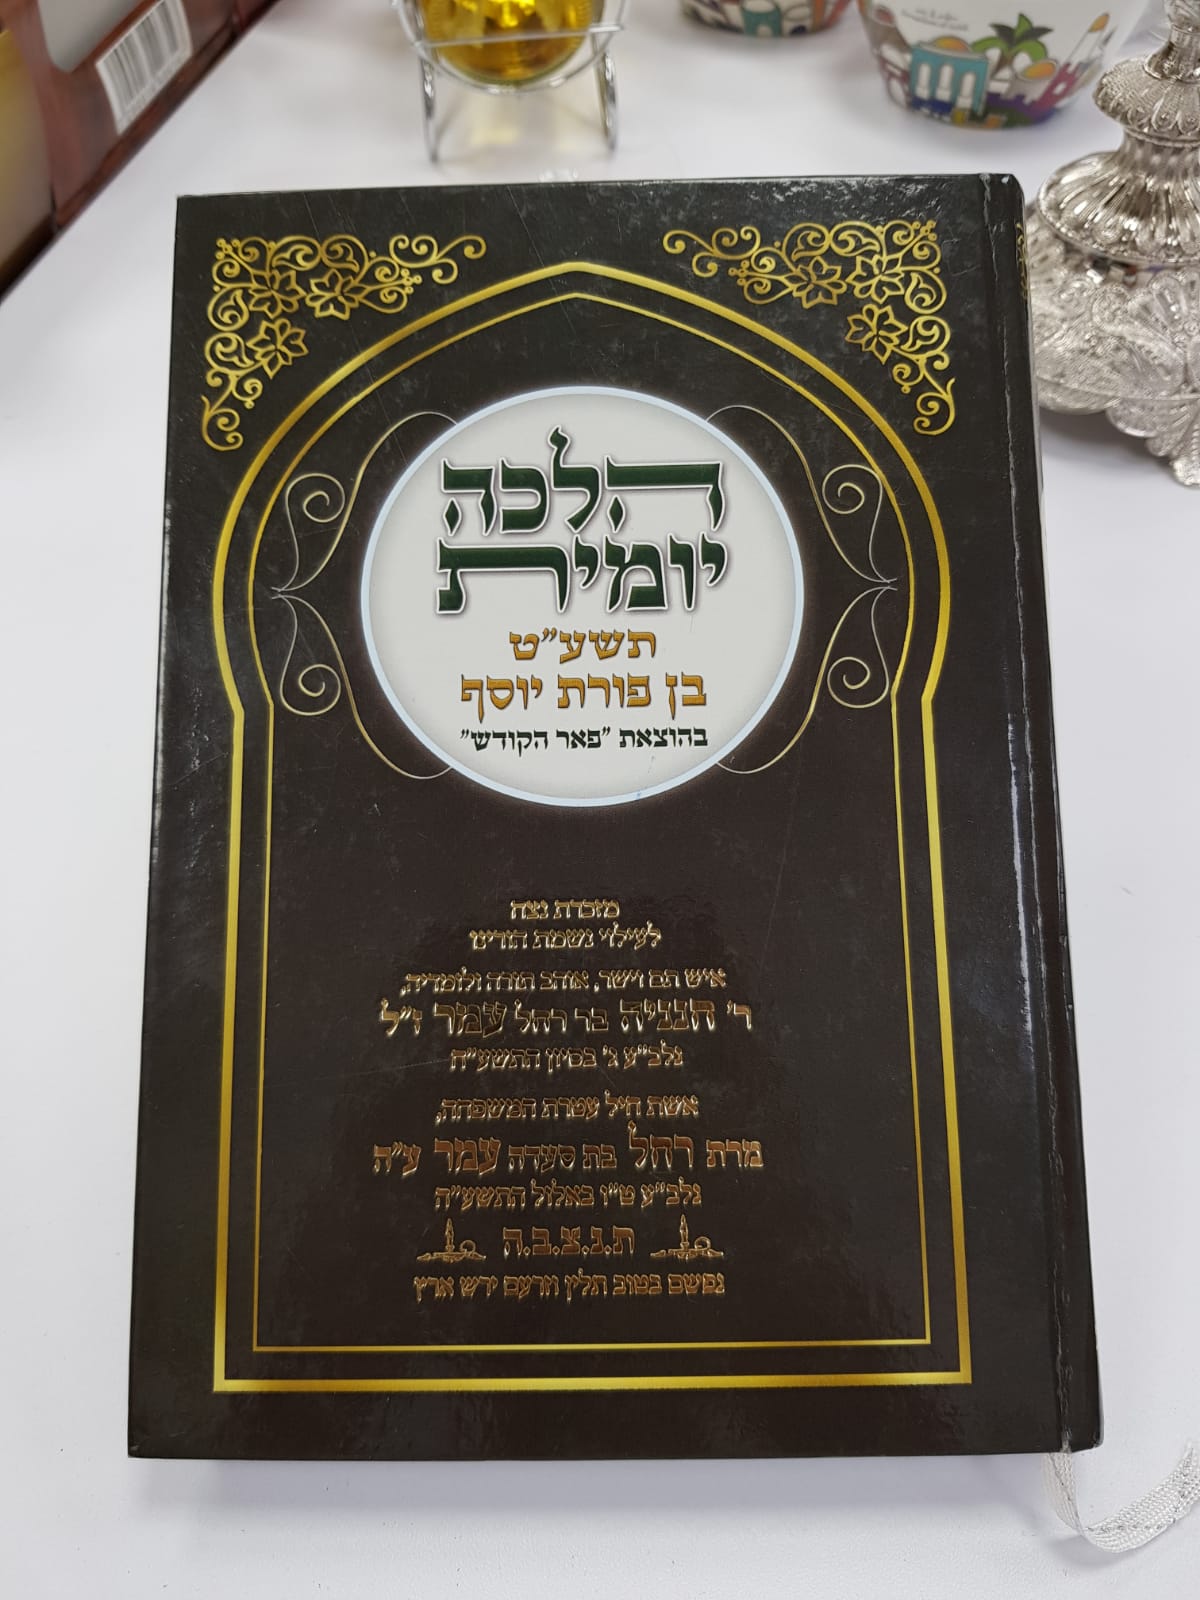 הלכה
יומית
תשע״ט
בן פורת יוסף
בהוצאת ״פאר הקודש״
מזכרת נצח
לעילוי נשמת הורינו
איש תם וישר, אוהב תורה ולומדיה,
ר׳ חנניה בר רחל עמר ז״ל
נלב״ע ג׳ בסיון התשע״ח
אשת חיל עטרת המשפחה,
מרת רחל בת סעדה עמר ע״ה
נלב״ע ט״ו באלול התשע״ה
ת.נ.צ.ב.ה
נפשם בטוב תלין וזרעם ירש ארץ